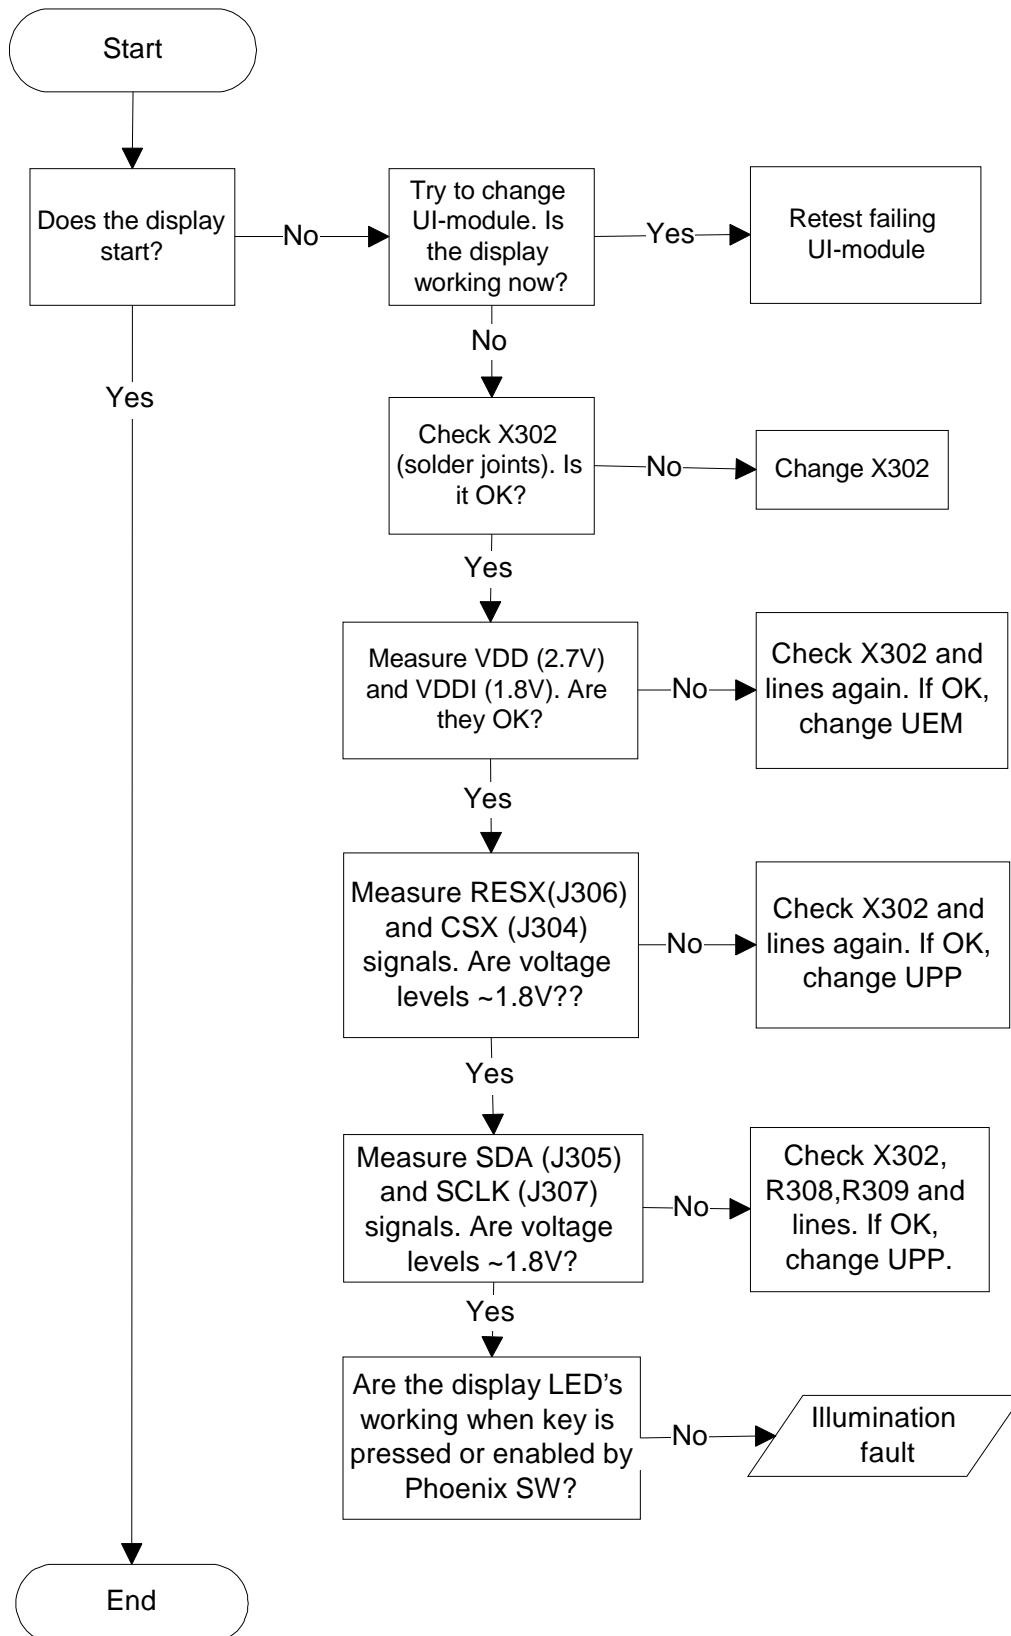 Start
Does the display
start?
No
Try to change
UI-module. Is
the display
working now?
Yes
Retest failing
UI-module
No
Yes
Check X302
(solder joints). Is
it OK?
No
Change X302
Yes
Measure VDD (2.7V)
and VDDI (1.8V). Are
they OK?
No
Check X302 and
lines again. If OK,
change UEM
Yes
Measure RESX(J306)
and CSX (J304)
signals. Are voltage
levels ~1.8V??
No
Check X302 and
lines again. If OK,
change UPP
Yes
Measure SDA (J305)
and SCLK (J307)
signals. Are voltage
levels ~1.8V?
No
Check X302,
R308,R309 and
lines. If OK,
change UPP.
Yes
Are the display LED’s
working when key is
pressed or enabled by
Phoenix SW?
No
Illumination
fault
End